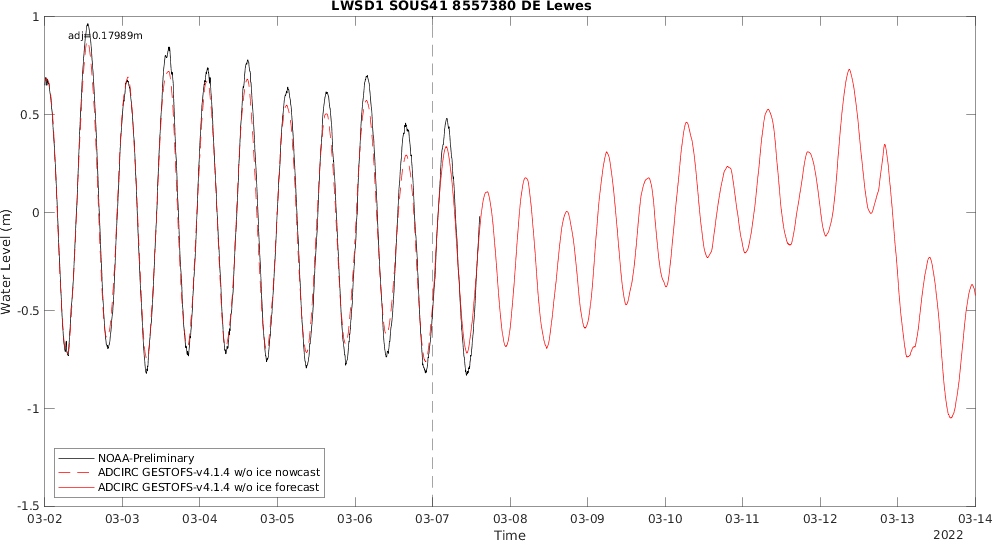 LWSD1 SOUS41 8557380 DE Lewes
adj=0.17989m
1
0.5
0
-0.5
-1
-1.5
Water Level (m)
NOAA-Preliminary
ADCIRC GESTOFS-v4.1.4 w/o ice nowcast
ADCIRC GESTOFS-v4.1.4 w/o ice forecast
03-02 03-03 03-04 03-05 03-06 03-07 03-08 03-09 03-10 03-11 03-12 03-13 03-14
Time
2022